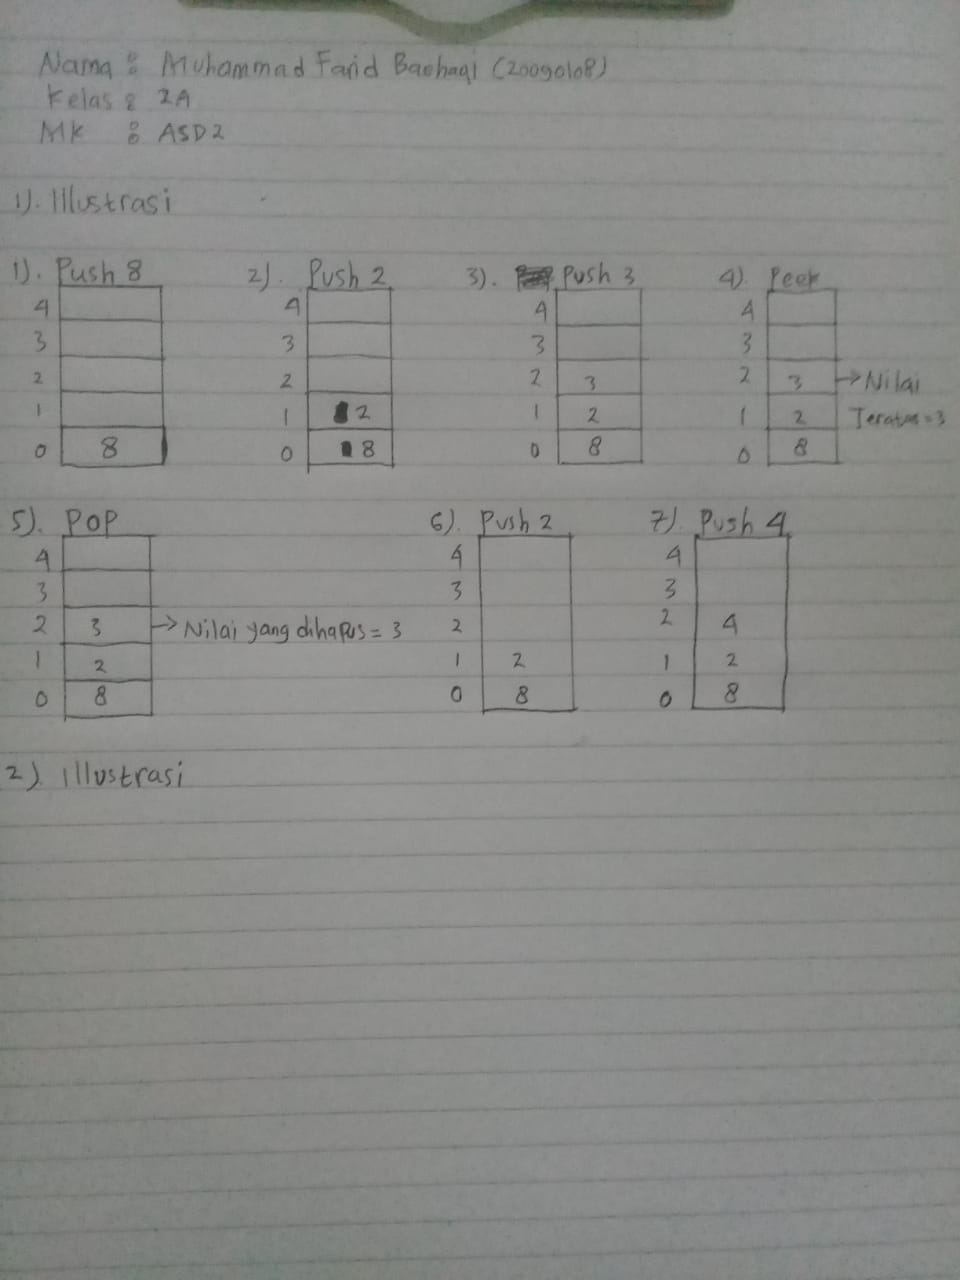 Nama : Muhammad Farid Baehaqi (20090108)
Kelas : 2A
MK : ASD2
1). Illustrasi
1). Push 8 2). Push 2 3). Push 3 4). Peek
4 4 4 4
3 3 3 3
2 2 2 3 2 3 → Nilai
1 1 2 1 2 1 2 Teratas = 3
0 8 0 8 0 8 0 8
5). POP 6). Push 2 7). Push 4
4 4 4
3 3 3
2 3 → Nilai yang dihapus = 3 2 2 4
1 2 1 2 1 2
0 8 0 8 0 8
2). illustrasi